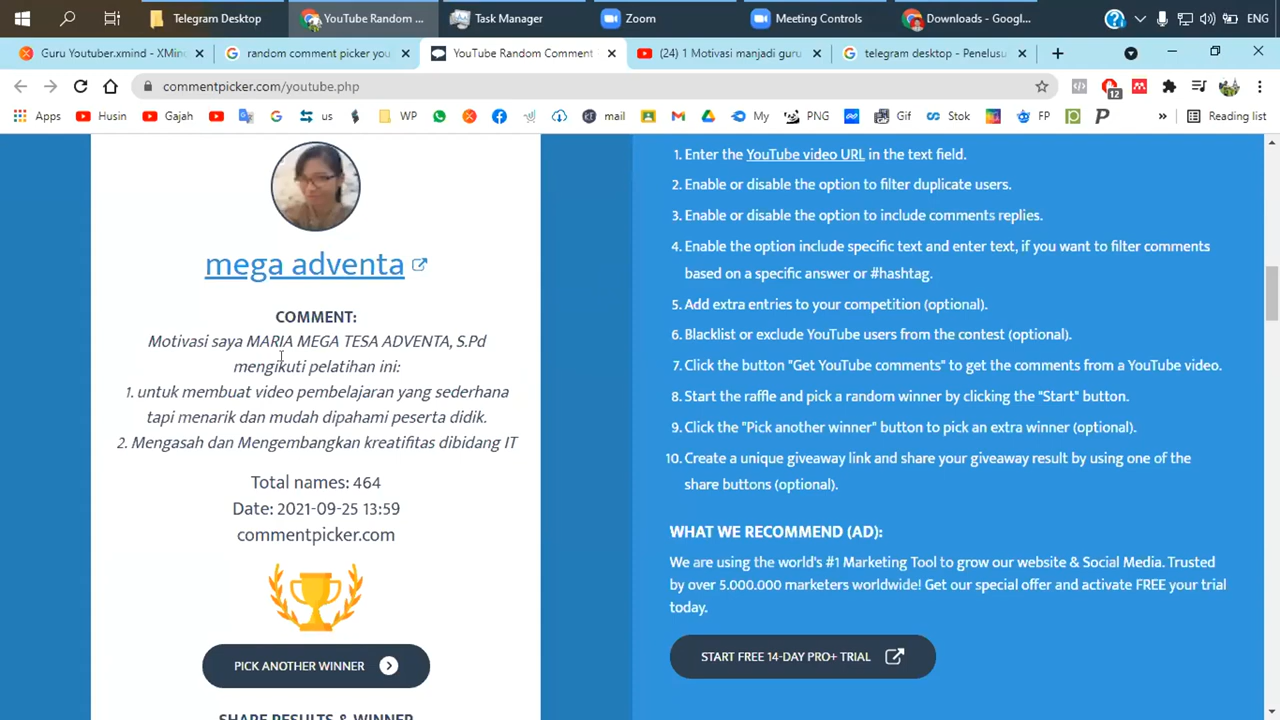 Telegram Desktop
YouTube Random ...
Task Manager
Zoom
Meeting Controls
Downloads - Googl...
ENG
Guru Youtuber.xmind - XMin
random comment picker you
YouTube Random Comment
(24) 1 Motivasi manjadi guru
telegram desktop - Penelusu
commentpicker.com/youtube.php
12
Apps
Husin
Gajah
us
WP
mail
My
PNG
Gif
Stok
FP
Reading list
mega adventa
COMMENT:
Motivasi saya MARIA MEGA TESA ADVENTA, S.Pd
mengikuti pelatihan ini:
1. untuk membuat video pembelajaran yang sederhana
tapi menarik dan mudah dipahami peserta didik.
2. Mengasah dan Mengembangkan kreatifitas dibidang IT
Total names: 464
Date: 2021-09-25 13:59
commentpicker.com
PICK ANOTHER WINNER
SHARE RESULTS & WINNER
1. Enter the YouTube video URL in the text field.
2. Enable or disable the option to filter duplicate users.
3. Enable or disable the option to include comments replies.
4. Enable the option include specific text and enter text, if you want to filter comments
based on a specific answer or #hashtag.
5. Add extra entries to your competition (optional).
6. Blacklist or exclude YouTube users from the contest (optional).
7. Click the button "Get YouTube comments" to get the comments from a YouTube video.
8. Start the raffle and pick a random winner by clicking the "Start" button.
9. Click the "Pick another winner" button to pick an extra winner (optional).
10. Create a unique giveaway link and share your giveaway result by using one of the
share buttons (optional).
WHAT WE RECOMMEND (AD):
We are using the world's #1 Marketing Tool to grow our website & Social Media. Trusted
by over 5.000.000 marketers worldwide! Get our special offer and activate FREE your trial
today.
START FREE 14-DAY PRO+ TRIAL